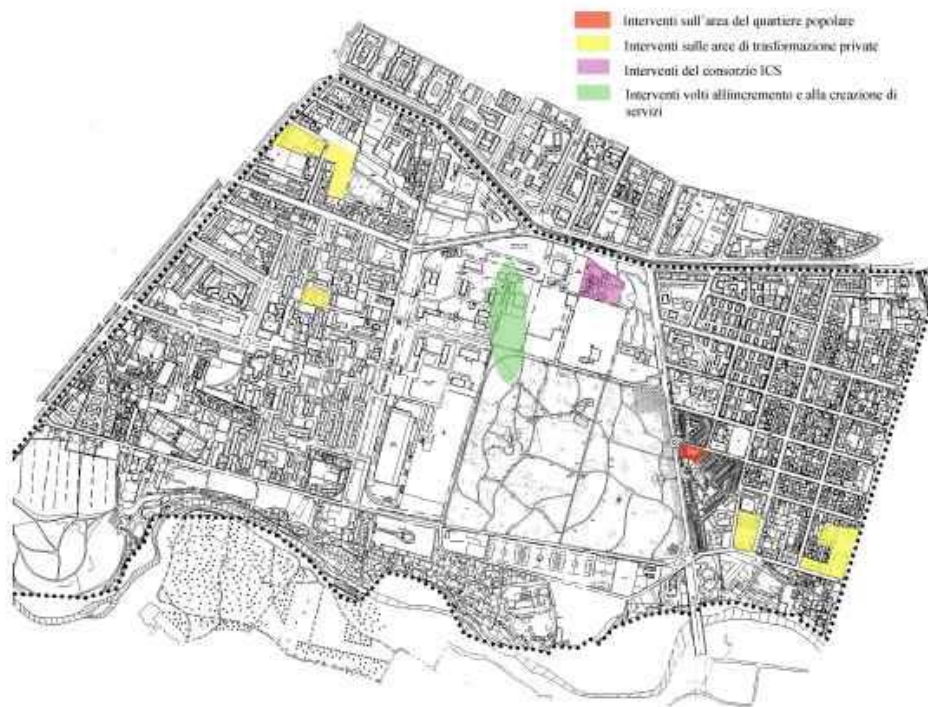 Interventi sull'area del quartiere popolare
Interventi sulle aree di trasformazione private
Interventi del consorzio ICS
Interventi volti all'incremento e alla creazione di
servizi